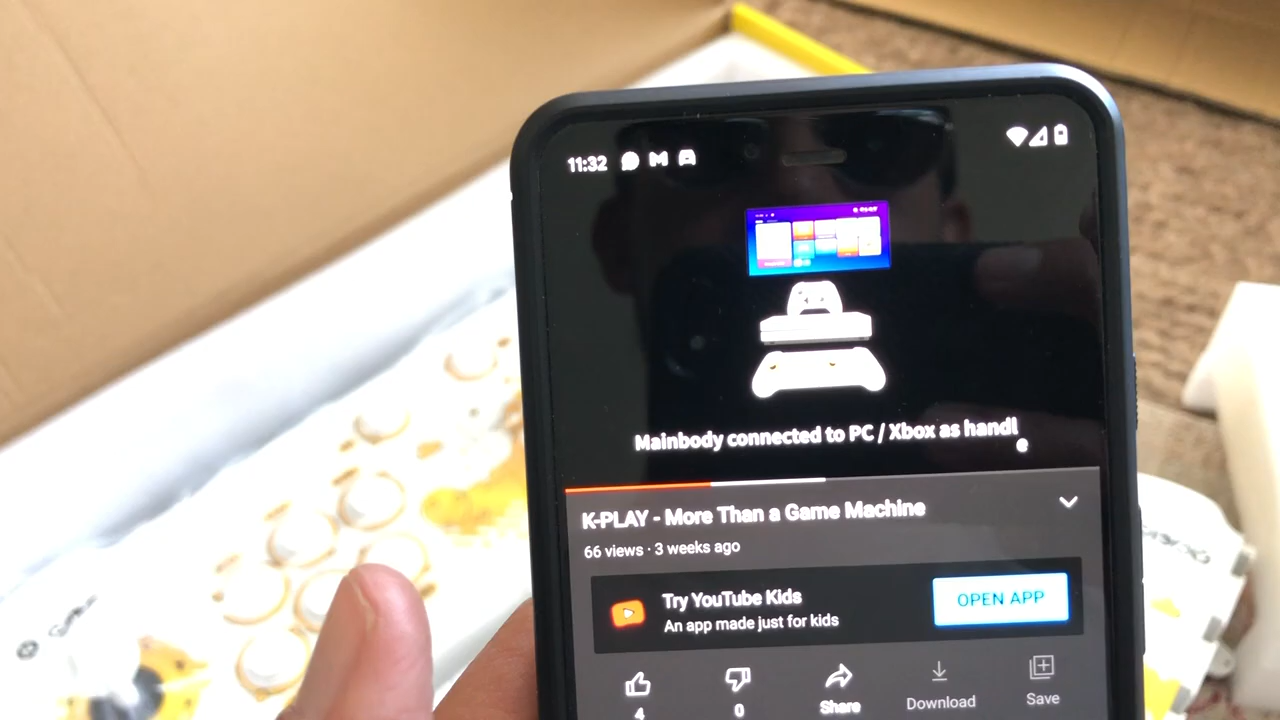 11:32
Mainbody connected to PC / Xbox as handl
e
K-PLAY - More Than a Game Machine
66 views · 3 weeks ago
Try YouTube Kids
An app made just for kids
OPEN APP
4
0
Share
Download
Save